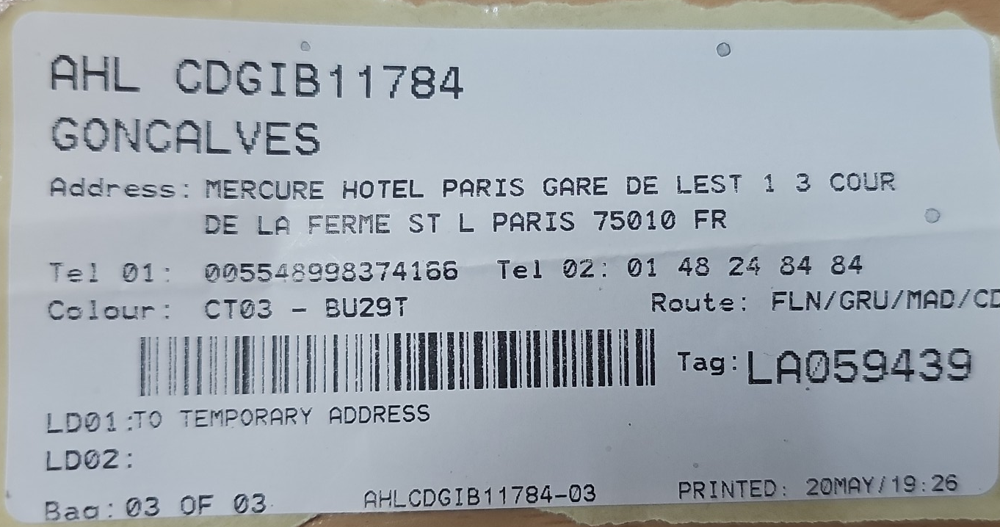 AHL CDGIB11784
GONCALVES
Address: MERCURE HOTEL PARIS GARE DE LEST 1 3 COUR
DE LA FERME ST L PARIS 75010 FR
Tel 01: 005548998374166 Tel 02: 01 48 24 84 84
Colour: CT03 - BU29T Route: FLN/GRU/MAD/CD
Tag: LA059439
LD01:TO TEMPORARY ADDRESS
LD02:
Bag: 03 OF 03 AHLCDGIB11784-03 PRINTED: 20MAY/19:26